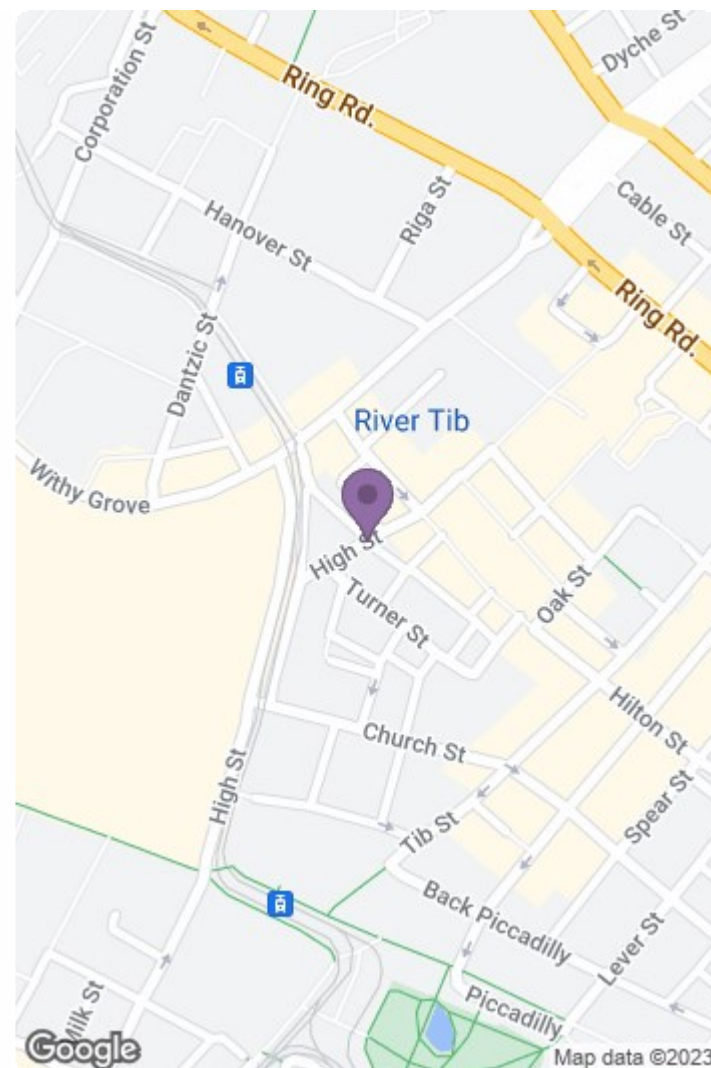 Dyche St
Corporation St
Ring Rd.
Riga St
Cable St
Hanover St
Ring Rd.
Dantzic St
River Tib
Withy Grove
High St
Turner St
Oak St
Hilton St
Church St
High St
Spear St
Tib St
Back Piccadilly
Lever St
Piccadilly
Milk St
Google
Map data ©2023